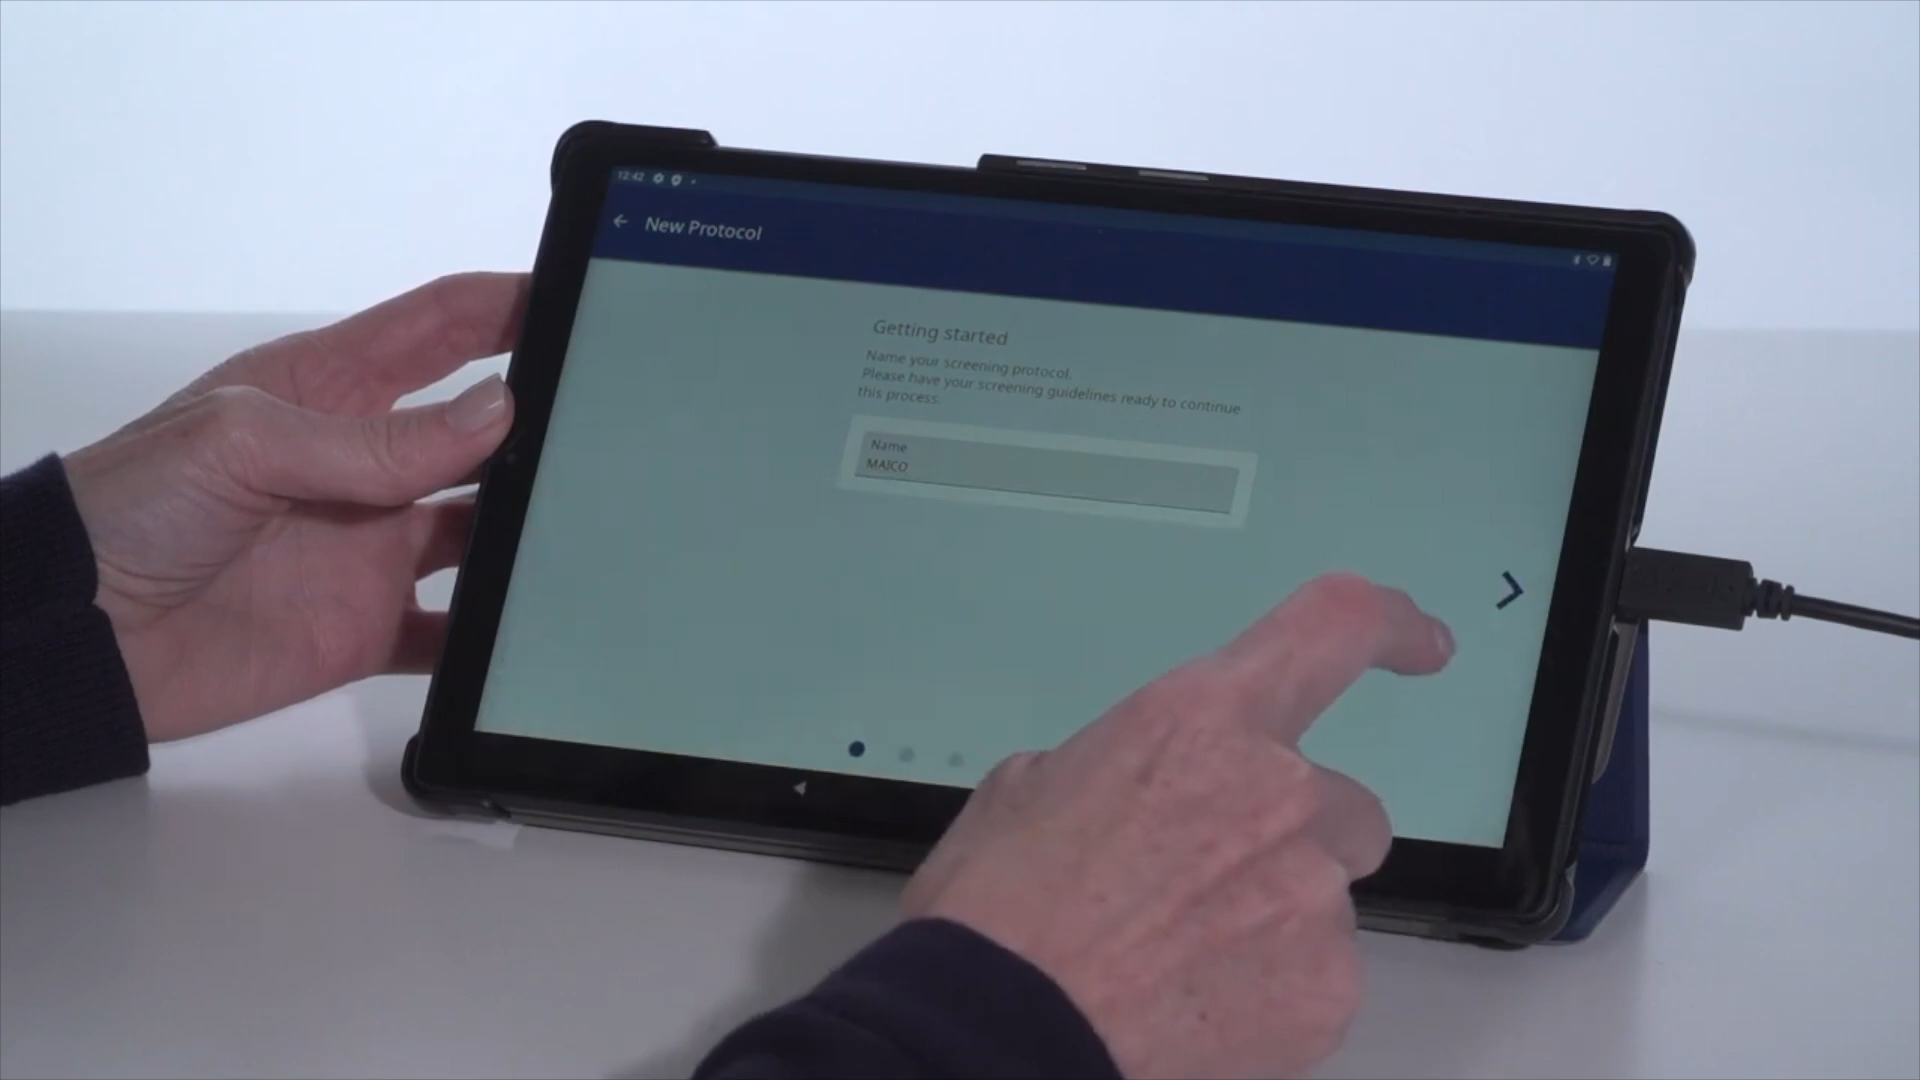 12:42
New Protocol
Getting started
Name your screening protocol.
Please have your screening guidelines ready to continue
this process.
Name
MAICO